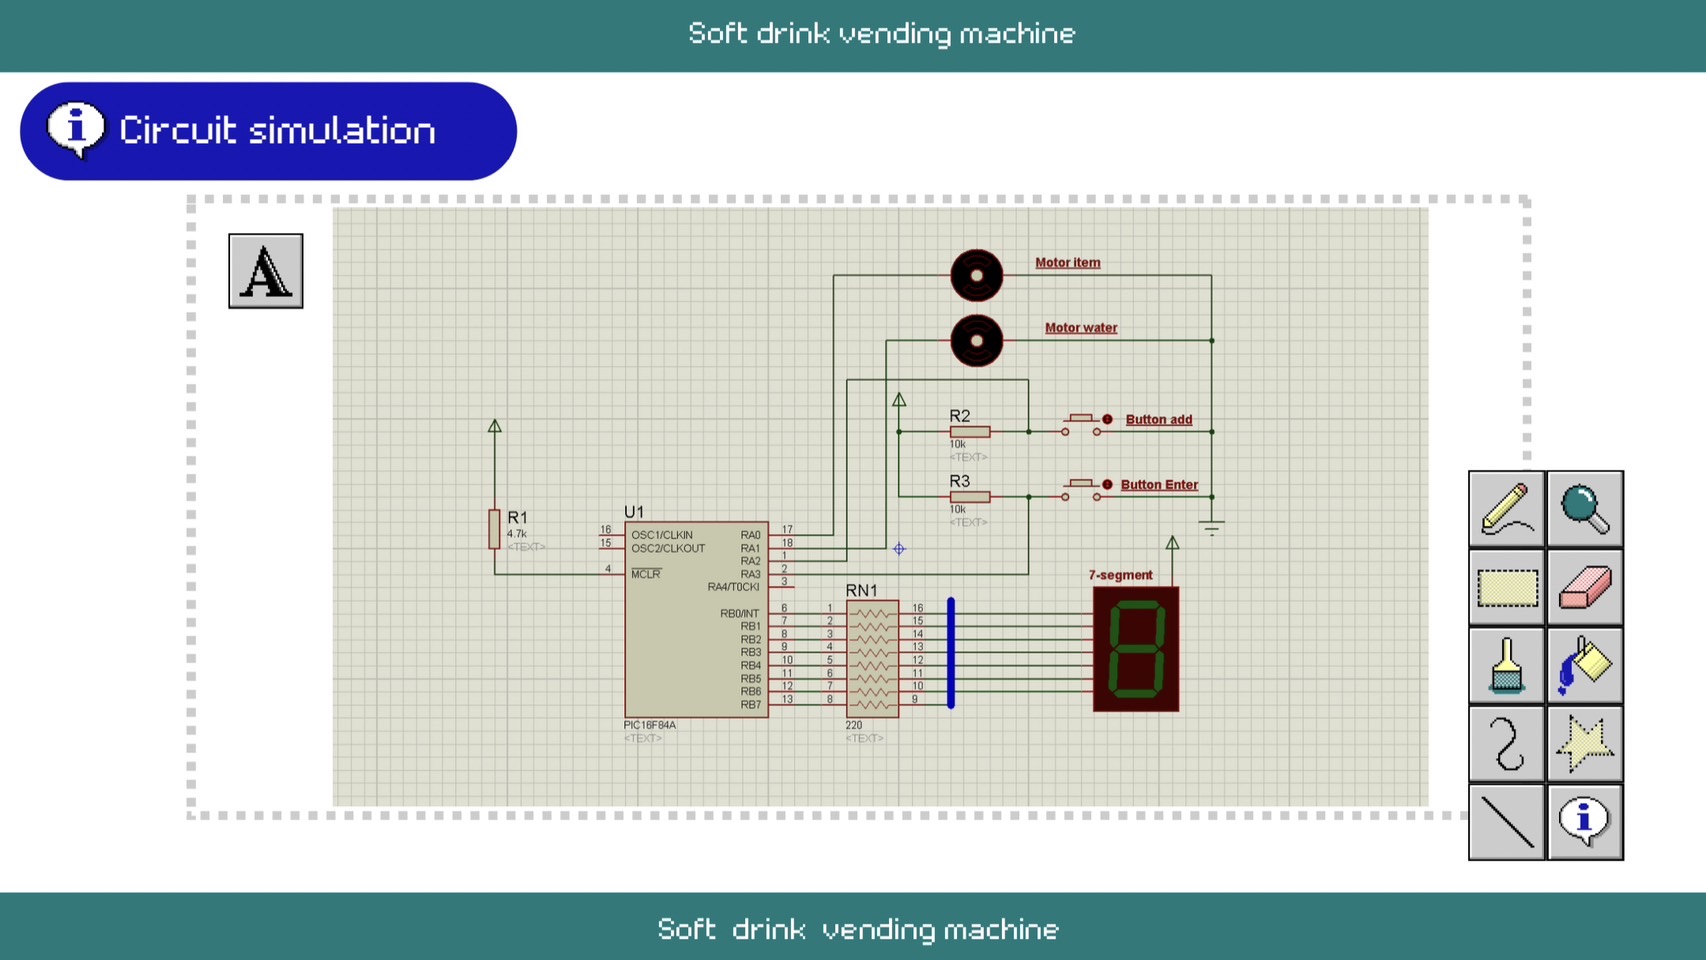 Soft drink vending machine
Circuit simulation
A
Motor item
Motor water
R2
10k
<TEXT>
Button add
R3
10k
<TEXT>
Button Enter
R1
4.7k
<TEXT>
U1
16 OSC1/CLKIN RA0 17
15 OSC2/CLKOUT RA1 18
RA2 1
4 MCLR RA3 2
RA4/T0CKI 3
RB0/INT 6
RB1 7
RB2 8
RB3 9
RB4 10
RB5 11
RB6 12
RB7 13
PIC16F84A
<TEXT>
RN1
1 16
2 15
3 14
4 13
5 12
6 11
7 10
8 9
220
<TEXT>
7-segment
Soft drink vending machine